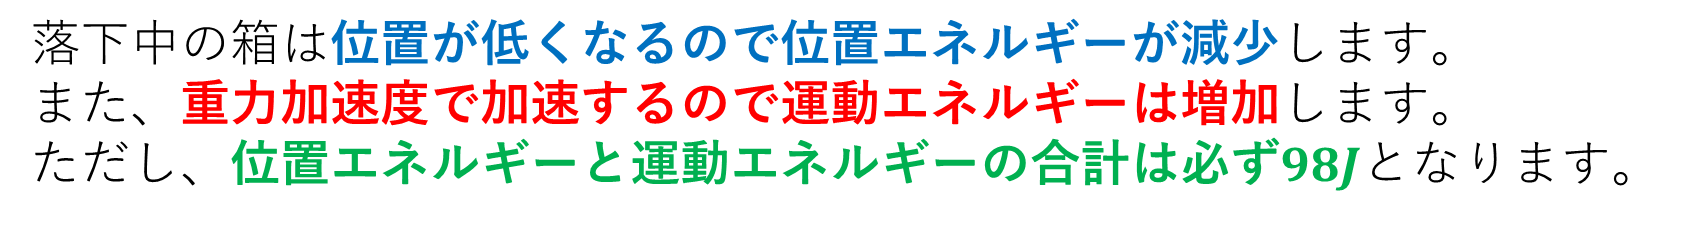 落下中の箱は位置が低くなるので位置エネルギーが減少します。
また、重力加速度で加速するので運動エネルギーは増加します。
ただし、位置エネルギーと運動エネルギーの合計は必ず98Jとなります。